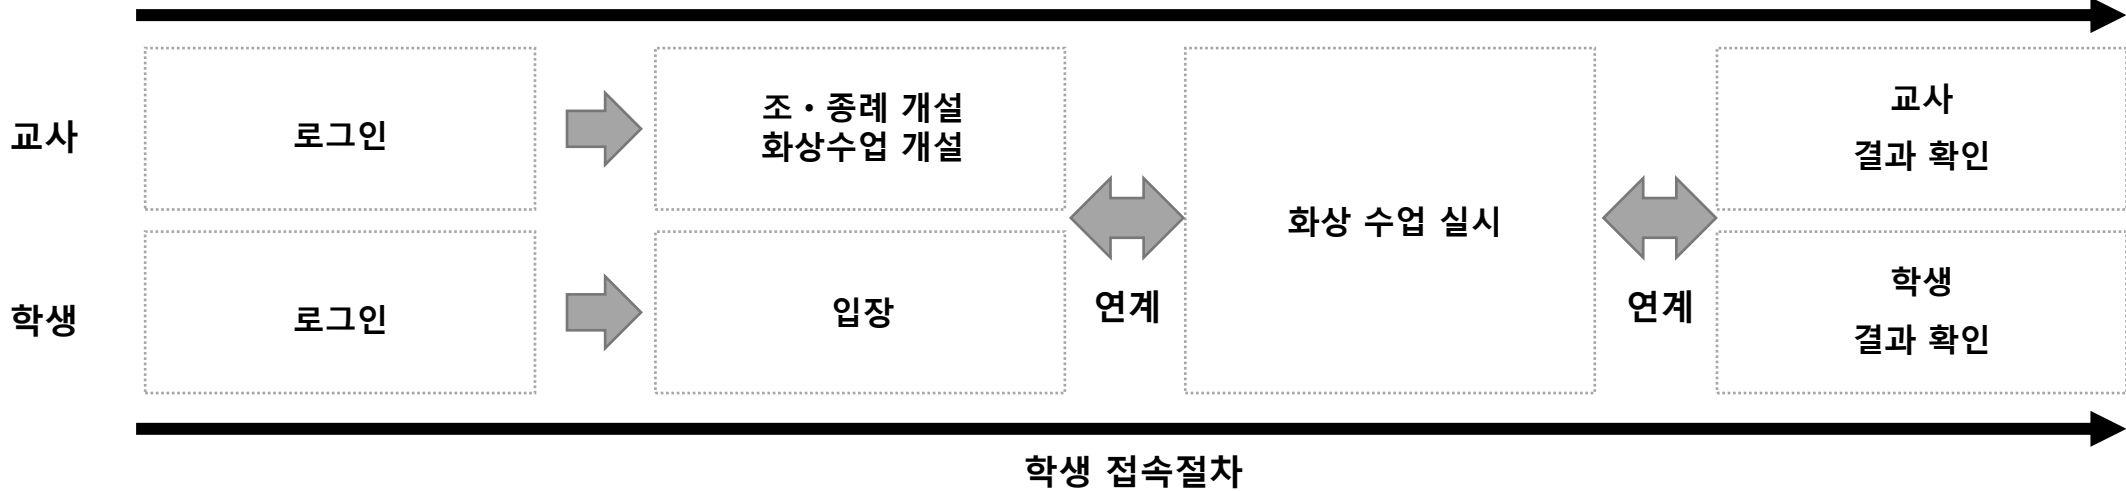 교사
로그인
조・종례 개설
화상수업 개설
교사
결과 확인
화상 수업 실시
연계
연계
학생
로그인
입장
학생
결과 확인
학생 접속절차